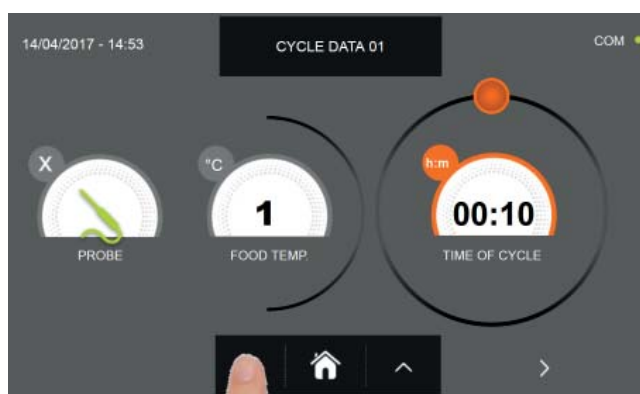 14/04/2017 - 14:53
CYCLE DATA 01
COM
X
°C
h:m
1
00:10
PROBE
FOOD TEMP.
TIME OF CYCLE